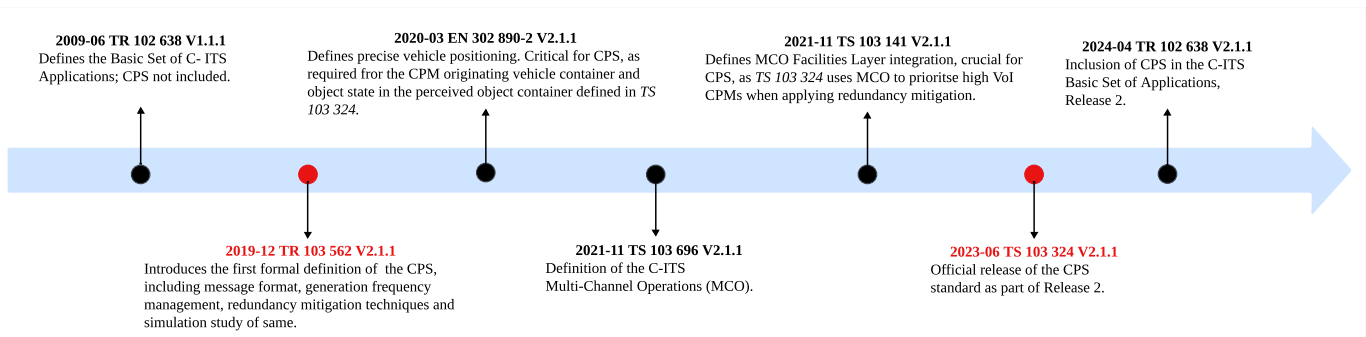 2009-06 TR 102 638 V1.1.1
Defines the Basic Set of C- ITS
Applications; CPS not included.
2019-12 TR 103 562 V2.1.1
Introduces the first formal definition of the CPS,
including message format, generation frequency
management, redundancy mitigation techniques and
simulation study of same.
2020-03 EN 302 890-2 V2.1.1
Defines precise vehicle positioning. Critical for CPS, as
required fror the CPM originating vehicle container and
object state in the perceived object container defined in TS
103 324.
2021-11 TS 103 696 V2.1.1
Definition of the C-ITS
Multi-Channel Operations (MCO).
2021-11 TS 103 141 V2.1.1
Defines MCO Facilities Layer integration, crucial for
CPS, as TS 103 324 uses MCO to prioritse high VoI
CPMs when applying redundancy mitigation.
2023-06 TS 103 324 V2.1.1
Official release of the CPS
standard as part of Release 2.
2024-04 TR 102 638 V2.1.1
Inclusion of CPS in the C-ITS
Basic Set of Applications,
Release 2.